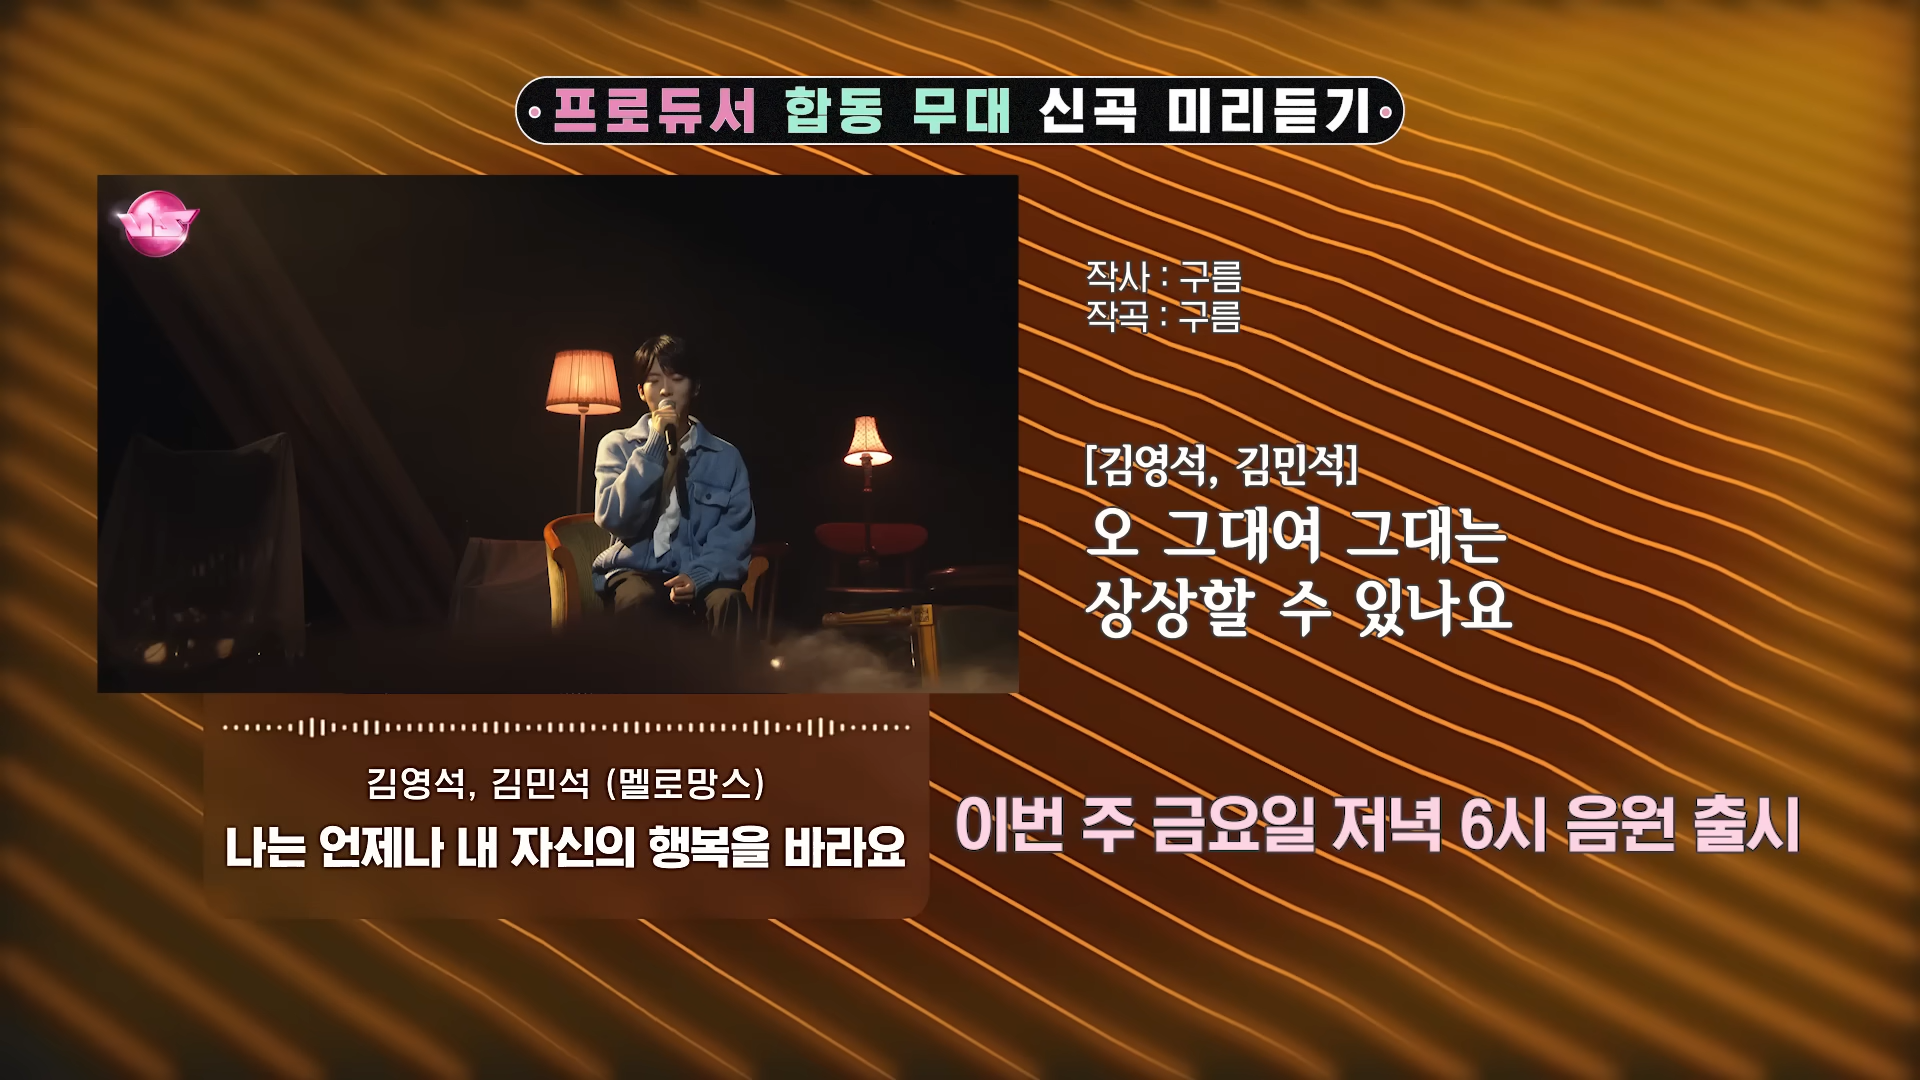 프로듀서 합동 무대 신곡 미리듣기
VS
작사 : 구름
작곡 : 구름
[김영석, 김민석]
오 그대여 그대는
상상할 수 있나요
김영석, 김민석 (멜로망스)
나는 언제나 내 자신의 행복을 바라요
이번 주 금요일 저녁 6시 음원 출시